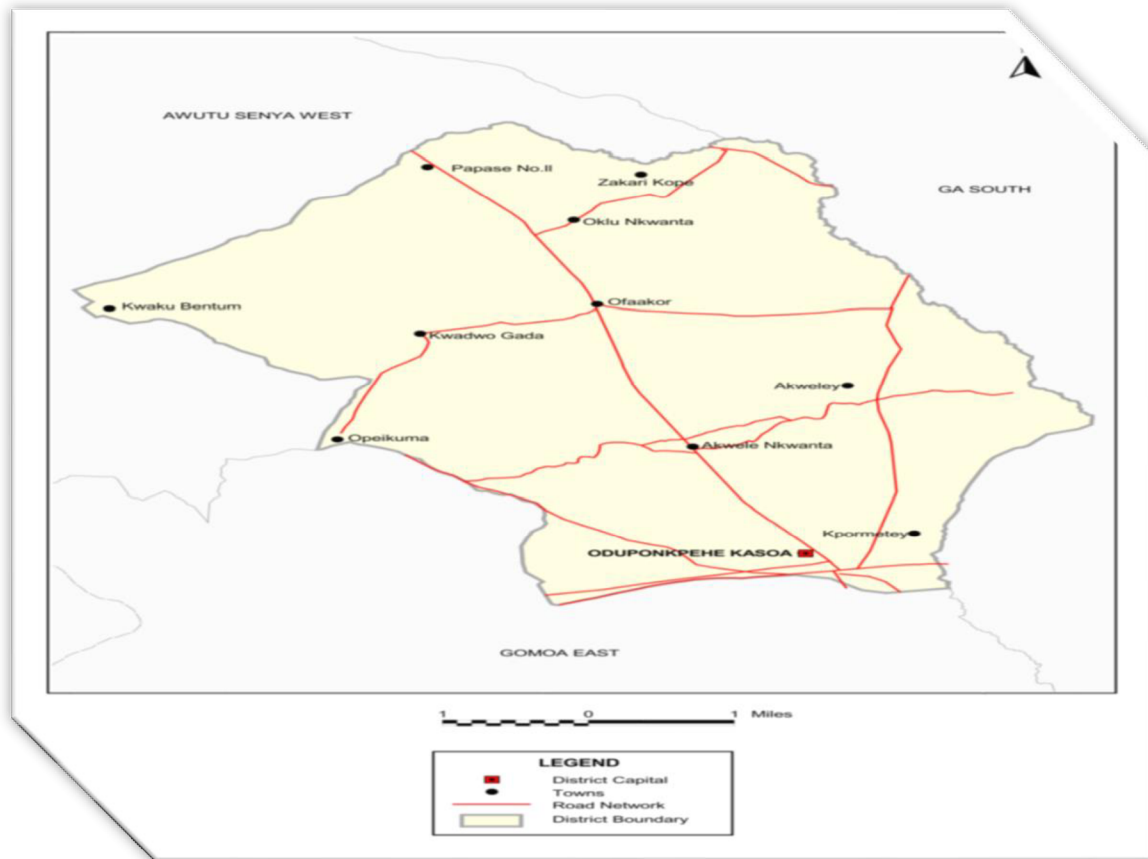 AWUTU SENYA WEST
Papase No.II
Zakari Kope
GA SOUTH
Oklu Nkwanta
Kwaku Bentum
Ofaakor
Kwadwo Gada
Akweley
Opeikuma
Akwele Nkwanta
Kpormetey
ODUPONKPEHE KASOA
GOMOA EAST
1 0 1 Miles
LEGEND
District Capital
Towns
Road Network
District Boundary